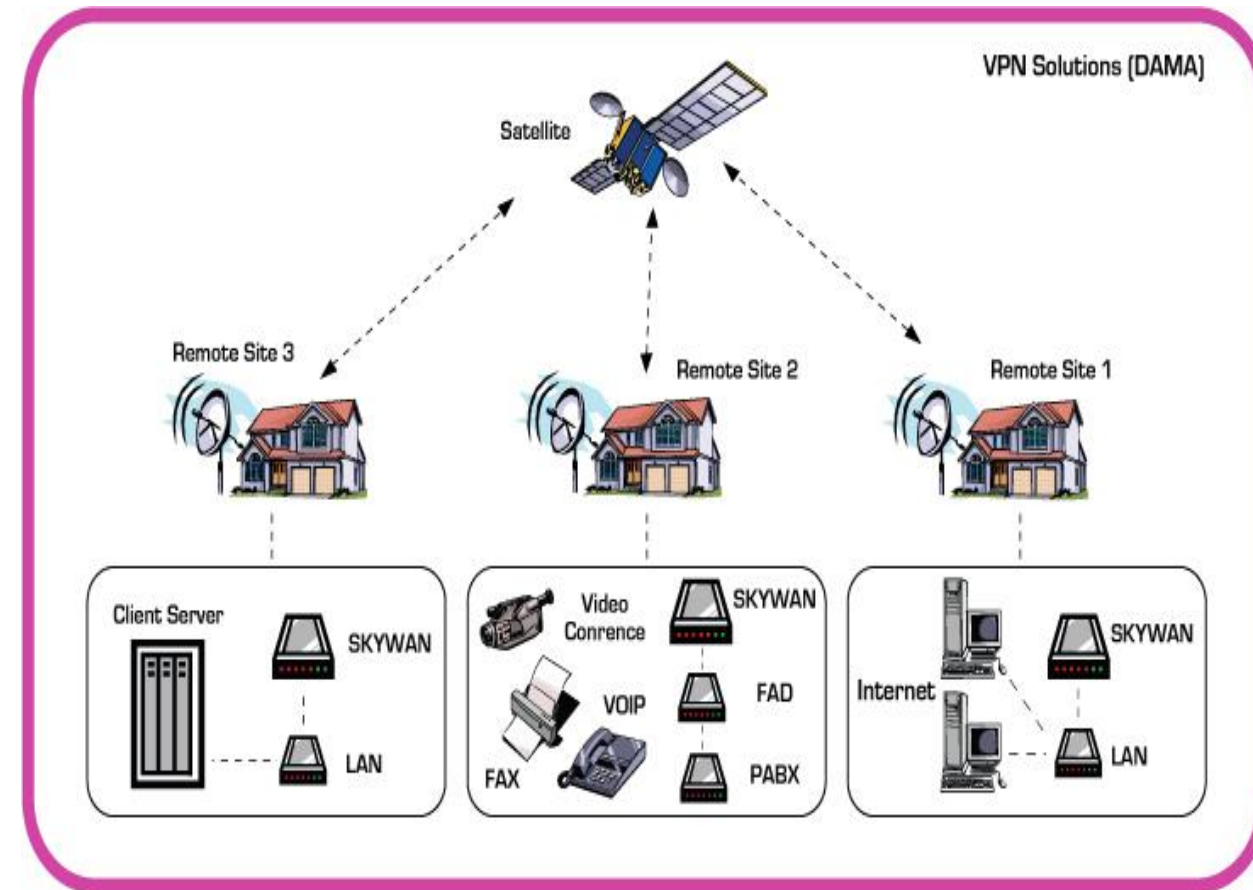 VPN Solutions (DAMA)
Satellite
Remote Site 3
Remote Site 2
Remote Site 1
Client Server
SKYWAN
LAN
Video
Conrence
SKYWAN
VOIP
FAD
FAX
PABX
Internet
SKYWAN
LAN